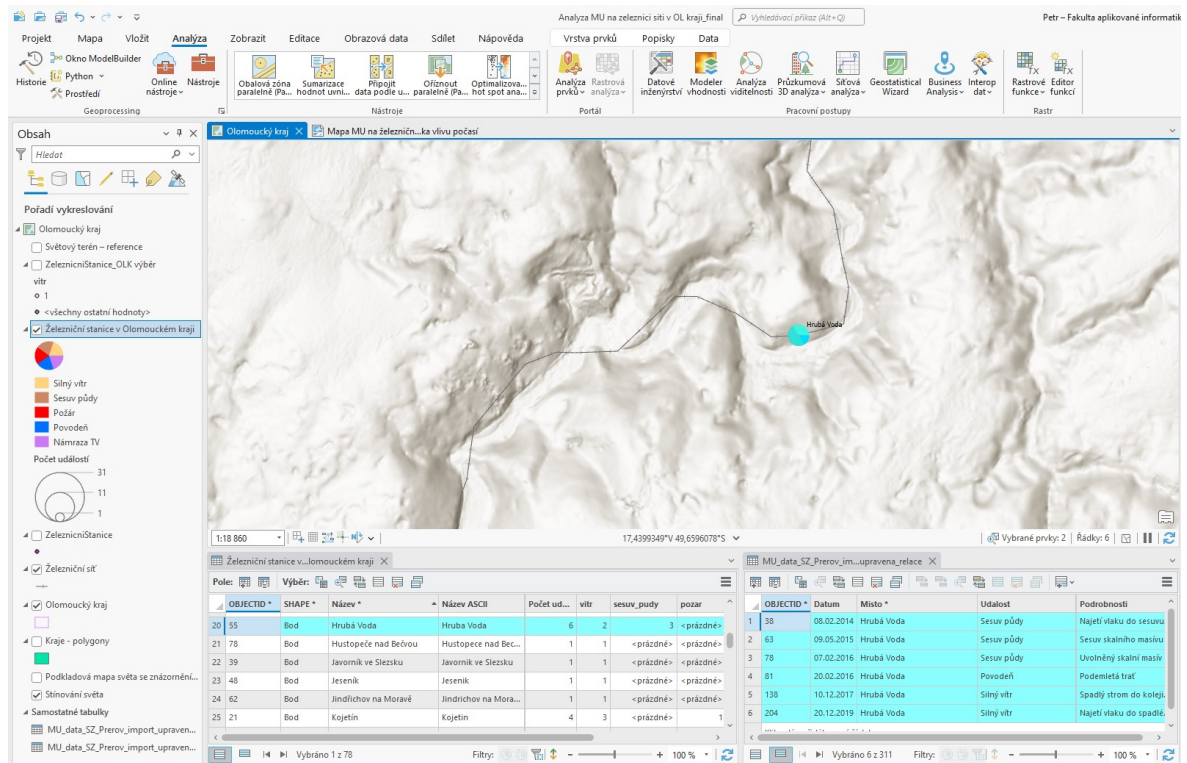 Analyza MU na zeleznici siti v OL kraji_final
Vyhledávací příkaz (Alt+Q)
Petr – Fakulta aplikované informatik
Projekt Mapa Vložit Analýza Zobrazit Editace Obrazová data Sdílet Nápověda Vrstva prvků Popisky Data
Historie
Okno ModelBuilder
Python
Prostředí
Online nástroje
Nástroje
Obalová zóna paralelně (Pa...
Sumarizace hodnot uvni...
Připojie data podle u...
Oříznout paralelně (Pa...
Optimalizova... hot spot ana...
Analýza prvků
Rastrová analýza
Datové inženýrství
Modeler vhodnosti
Analýza viditelnosti
Průzkumová 3D analýza
Síťová analýza
Geostatistical Wizard
Business Analysis
Interop dat
Rastrové funkce
Editor funkcí
Geoprocessing Nástroje Portál Pracovní postupy Rastr
Obsah
Hledat
Pořadí vykreslování
Olomoucký kraj
Světový terén – reference
ZeleznicniStanice_OLK výběr
vítr
1
<všechny ostatní hodnoty>
Železniční stanice v Olomouckém kraji
Silný vítr
Sesuv půdy
Požár
Povodeň
Námraza TV
Počet událostí
31
11
1
ZeleznicniStanice
Železniční síť
Olomoucký kraj
Kraje - polygony
Podkladová mapa světa se znázornění...
Stínování světa
Samostatné tabulky
MU_data_SZ_Prerov_import_upraven...
MU_data_SZ_Prerov_import_upraven...
Olomoucký kraj
Mapa MU na železničn...ka vlivu počasí
Hrubá Voda
1:18 860
17,4399349°V 49,6596078°S
Vybrané prvky: 2
Řádky: 6
Železniční stanice v...lomouckém kraji
Pole: Výběr:
OBJECTID * SHAPE * Název * Název ASCII Počet ud... vitr sesuv_pudy pozar
20 55 Bod Hrubá Voda Hruba Voda 6 2 3 <prázdné>
21 78 Bod Hustopeče nad Bečvou Hustopece nad Bec... 1 1 <prázdné> <prázdné>
22 39 Bod Javorník ve Slezsku Javornik ve Slezsku 1 1 <prázdné> <prázdné>
23 48 Bod Jeseník Jesenik 1 1 <prázdné> <prázdné>
24 62 Bod Jindřichov na Moravě Jindrichov na Mora... 1 1 <prázdné> <prázdné>
25 21 Bod Kojetín Kojetin 4 3 <prázdné> 1
Vybráno 1 z 78 Filtry: 100 %
MU_data_SZ_Prerov_im...upravena_relace
OBJECTID * Datum Místo * Udalost Podrobnosti
1 38 08.02.2014 Hrubá Voda Sesuv půdy Najetí vlaku do sesuvu
2 63 09.05.2015 Hrubá Voda Sesuv půdy Sesuv skalního masívu
3 78 07.02.2016 Hrubá Voda Sesuv půdy Uvolněný skalní masív
4 81 20.02.2016 Hrubá Voda Povodeň Podemletá trať
5 138 10.12.2017 Hrubá Voda Silný vítr Spadlý strom do koleji.
6 204 20.12.2019 Hrubá Voda Silný vítr Najetí vlaku do spadlé.
Vybráno 6 z 311 Filtry: 100 %